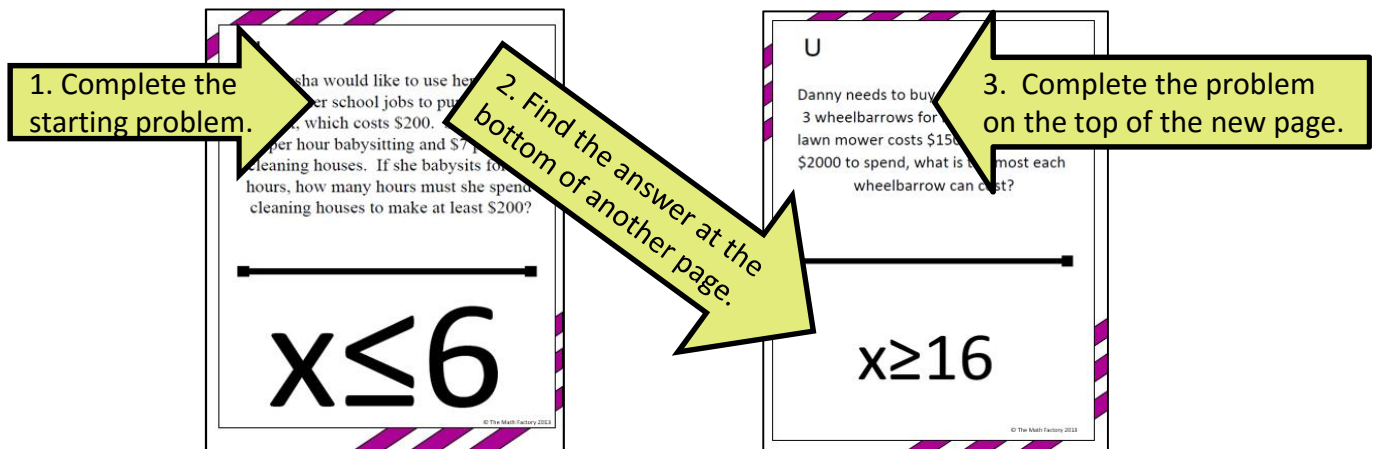 1. Complete the
starting problem.
sha would like to use her
er school jobs to
, which costs $200.
per hour babysitting and $7
cleaning houses. If she babysits
hours, how many hours must she spend
cleaning houses to make at least $200?
x≤6
© The Math Factory 2013
2. Find the answer at the
bottom of another page.
U
Danny needs to buy
3 wheelbarrows for
lawn mower costs
$2000 to spend, what is most each
wheelbarrow can cost?
x≥16
© The Math Factory 2013
3. Complete the problem
on the top of the new page.